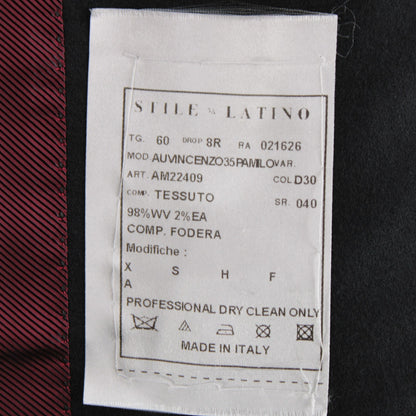 STILE LATINO
TG. 60 DROP 8R RA 021626
MOD. AUVINCENZO35PAMILO VAR.
ART. AM22409 COL D30
COMP. TESSUTO SR. 040
98%WV 2%EA
COMP. FODERA
Modifiche :
X S H F
A
PROFESSIONAL DRY CLEAN ONLY
MADE IN ITALY